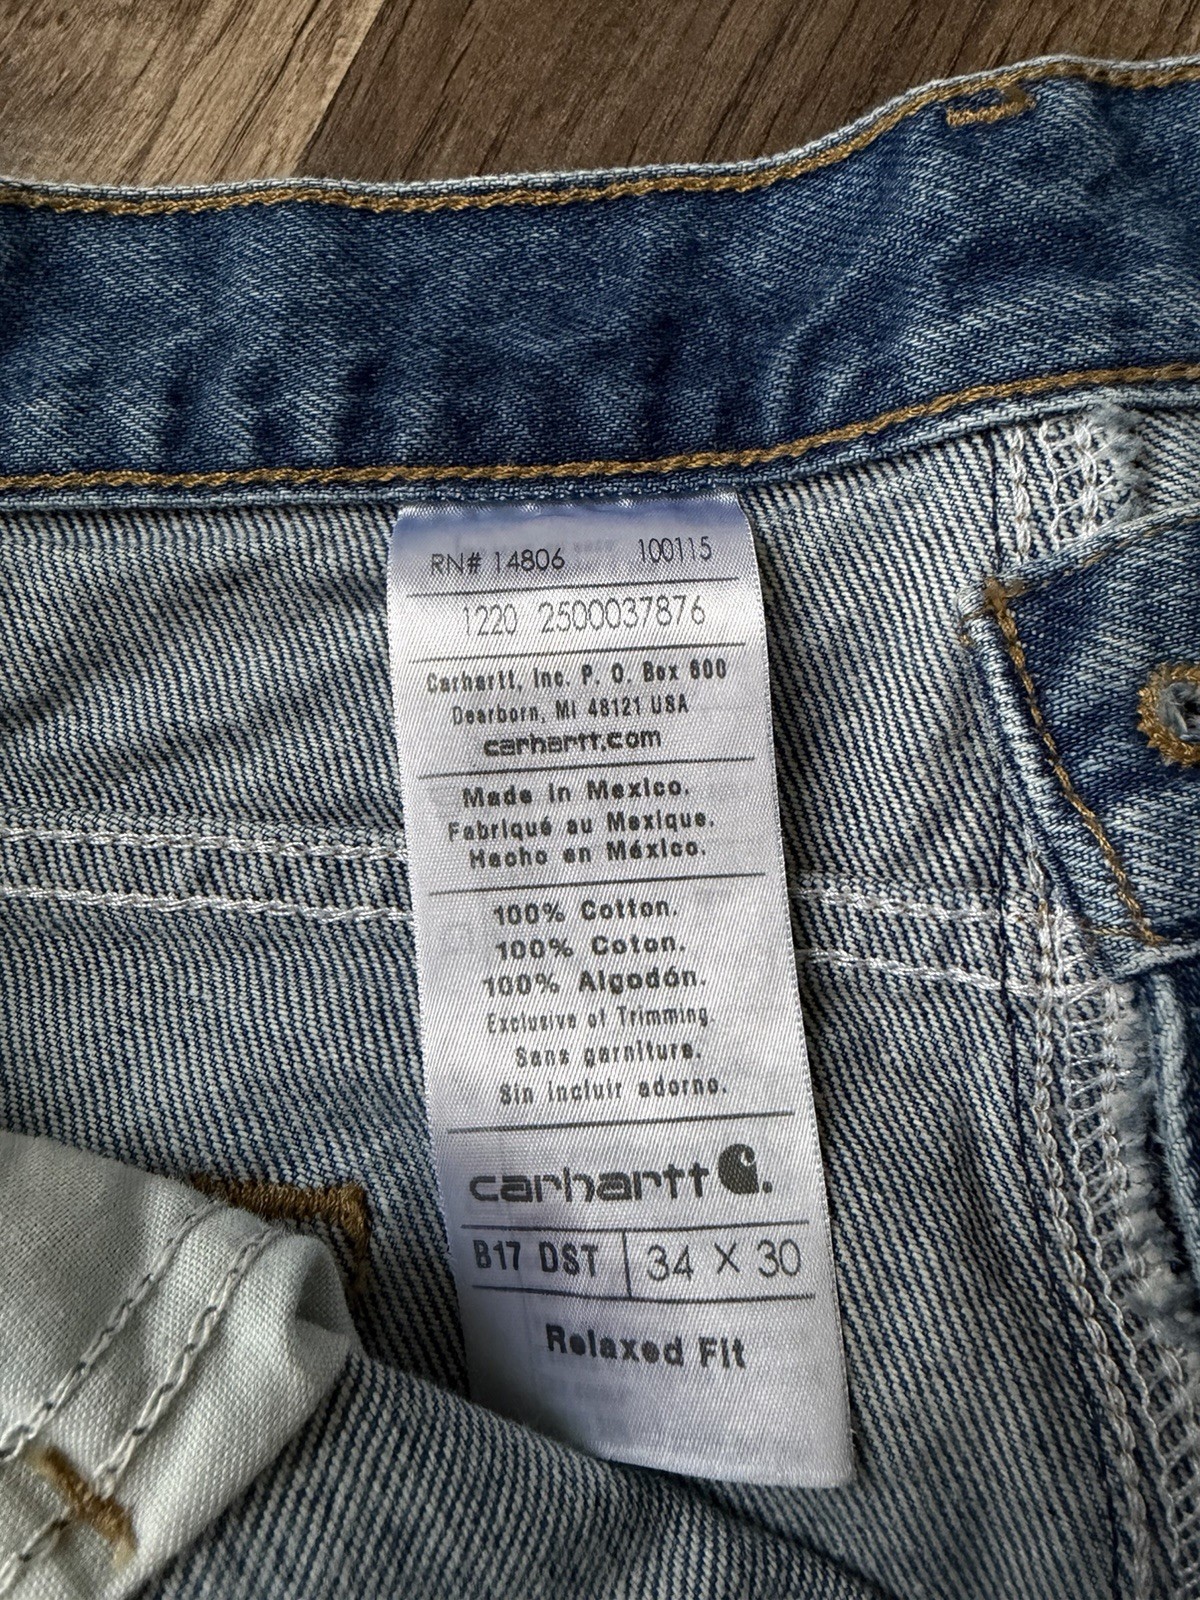 RN# 14806 100115
1220 2500037876
Carhartt, Inc. P. O. Box 600
Dearborn, MI 48121 USA
carhartt.com
Made in Mexico.
Fabriqué au Mexique.
Hecho en México.
100% Cotton.
100% Coton.
100% Algodón.
Exclusive of Trimming.
Sans garniture.
Sin incluir adorno.
carhartt
B17 DST 34 X 30
Relaxed Fit